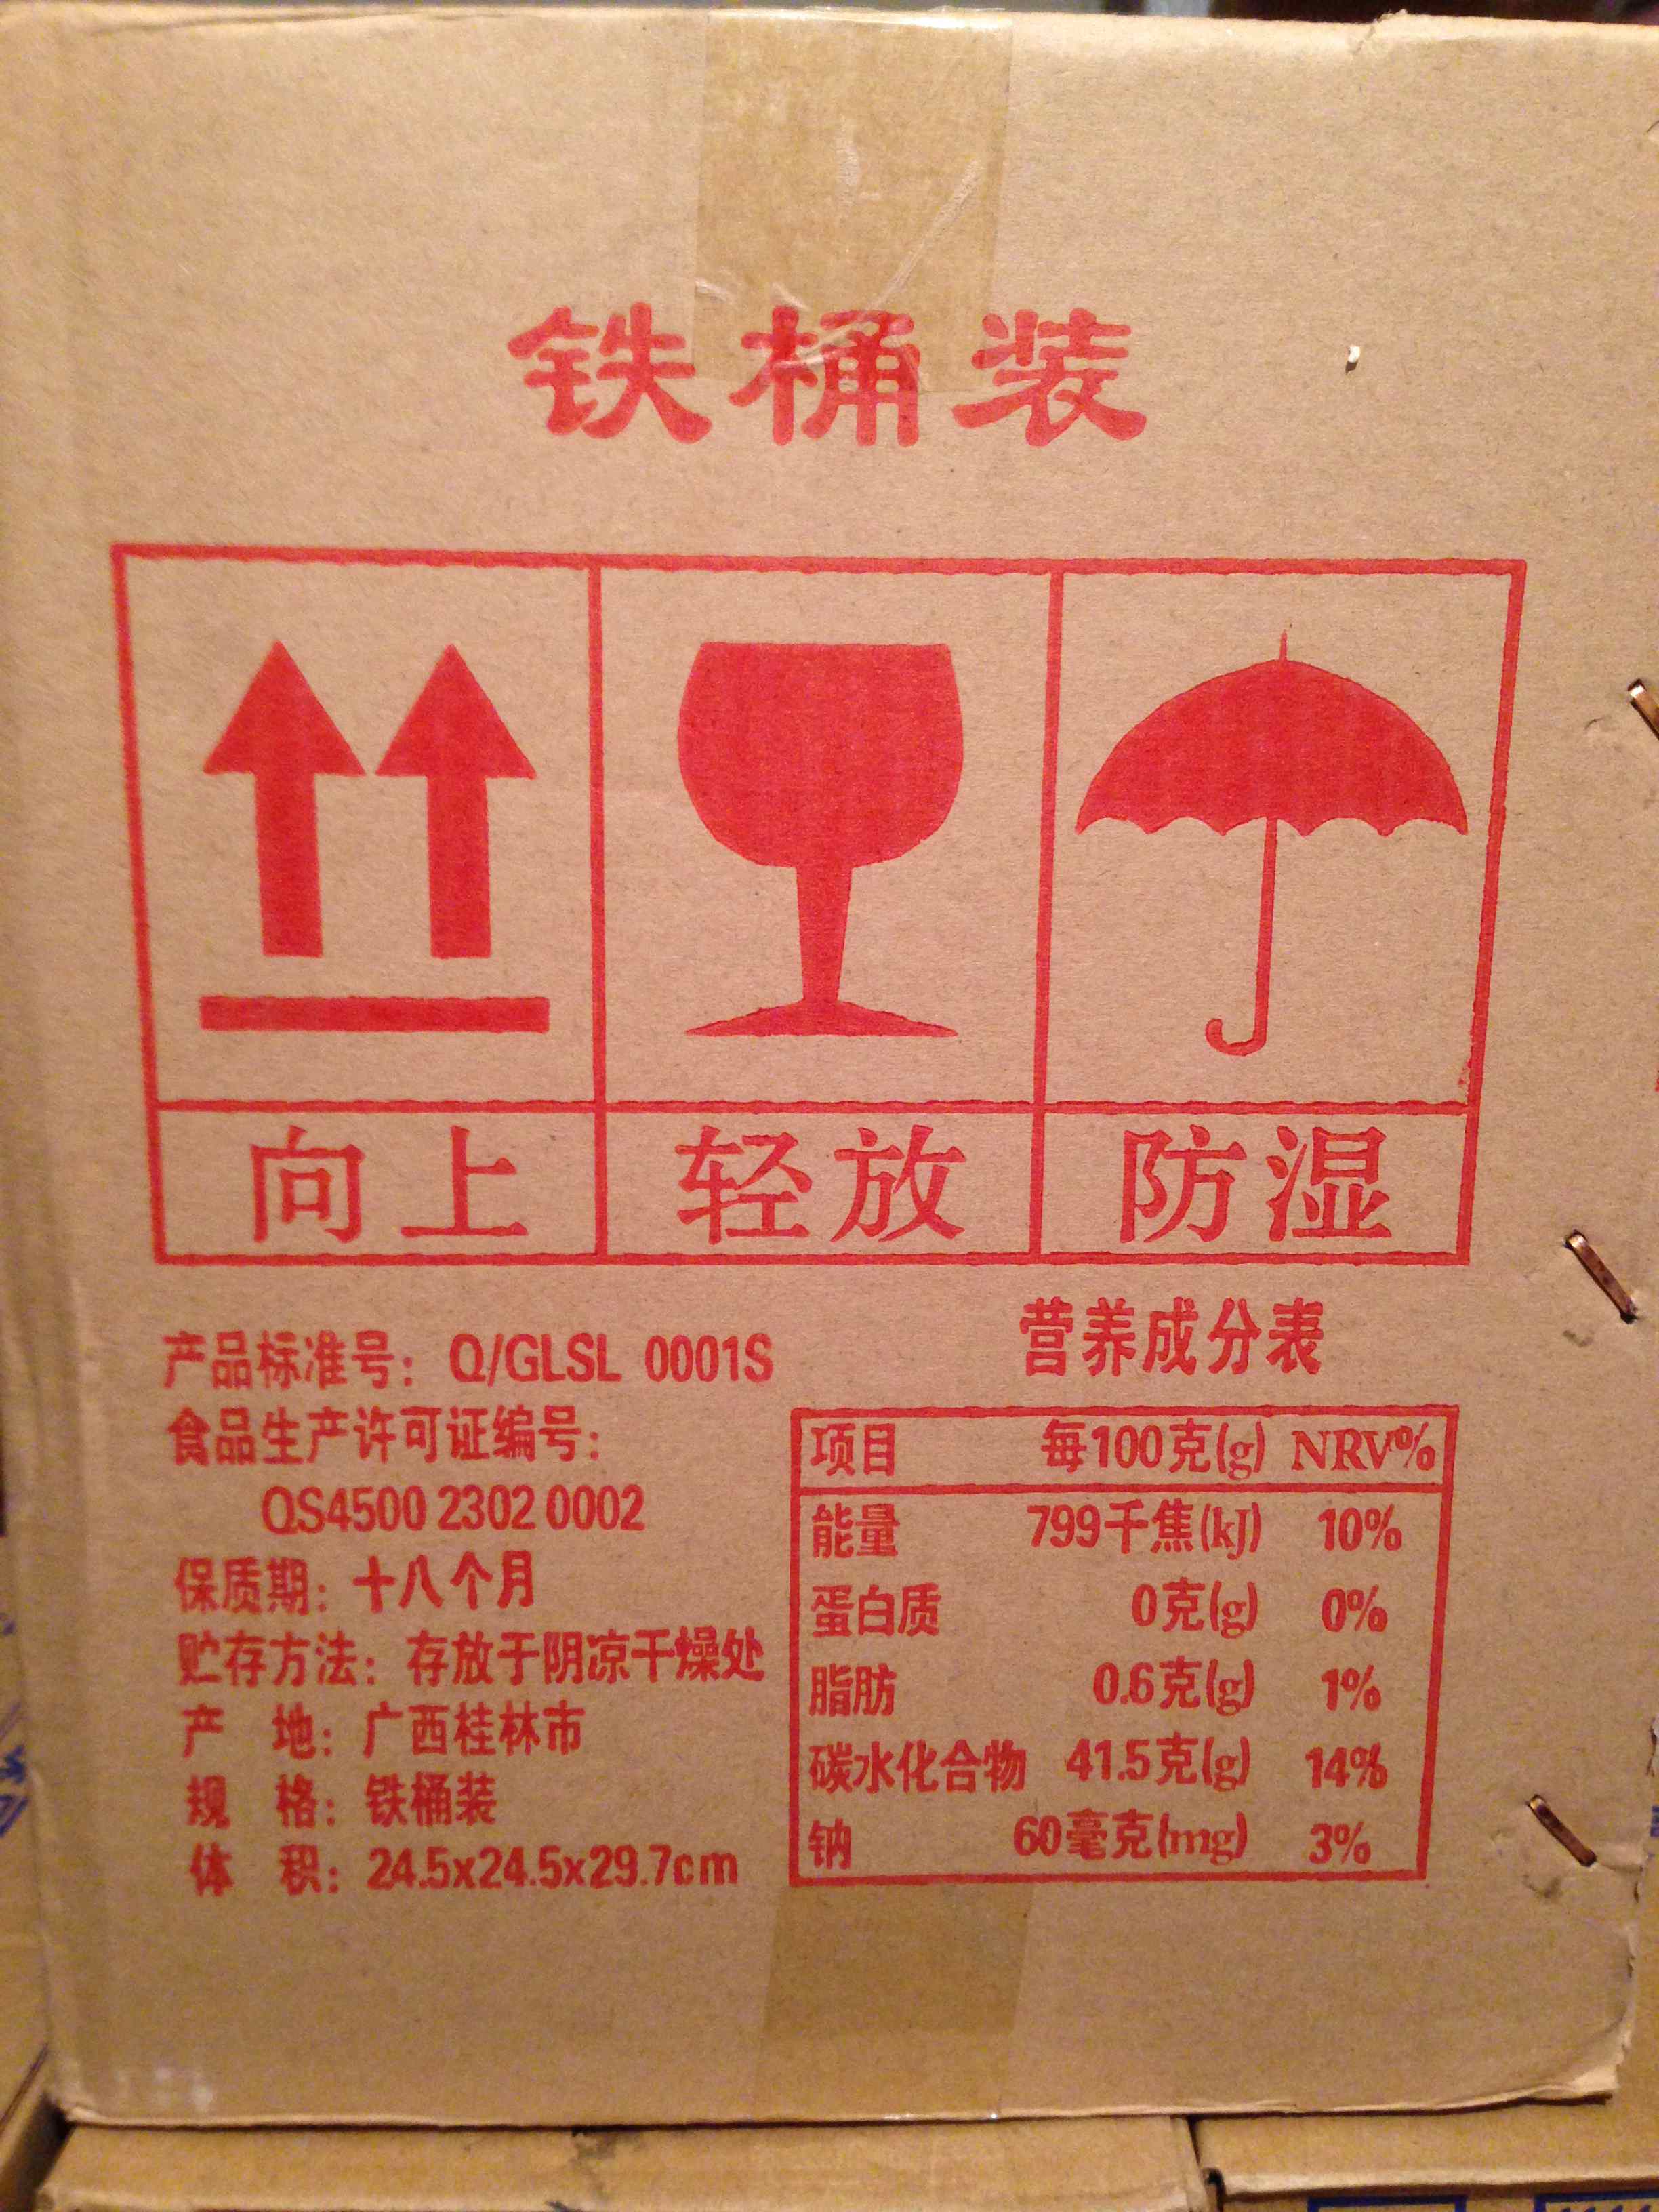 铁桶装
向上
轻放
防湿
产品标准号：Q/GLSL 0001S
食品生产许可证编号：
QS4500 2302 0002
保质期：十八个月
贮存方法：存放于阴凉干燥处
产 地：广西桂林市
规 格：铁桶装
体 积：24.5x24.5x29.7cm
营养成分表
项目 每100克(g) NRV%
能量 799千焦(kJ) 10%
蛋白质 0克(g) 0%
脂肪 0.6克(g) 1%
碳水化合物 41.5克(g) 14%
钠 60毫克(mg) 3%